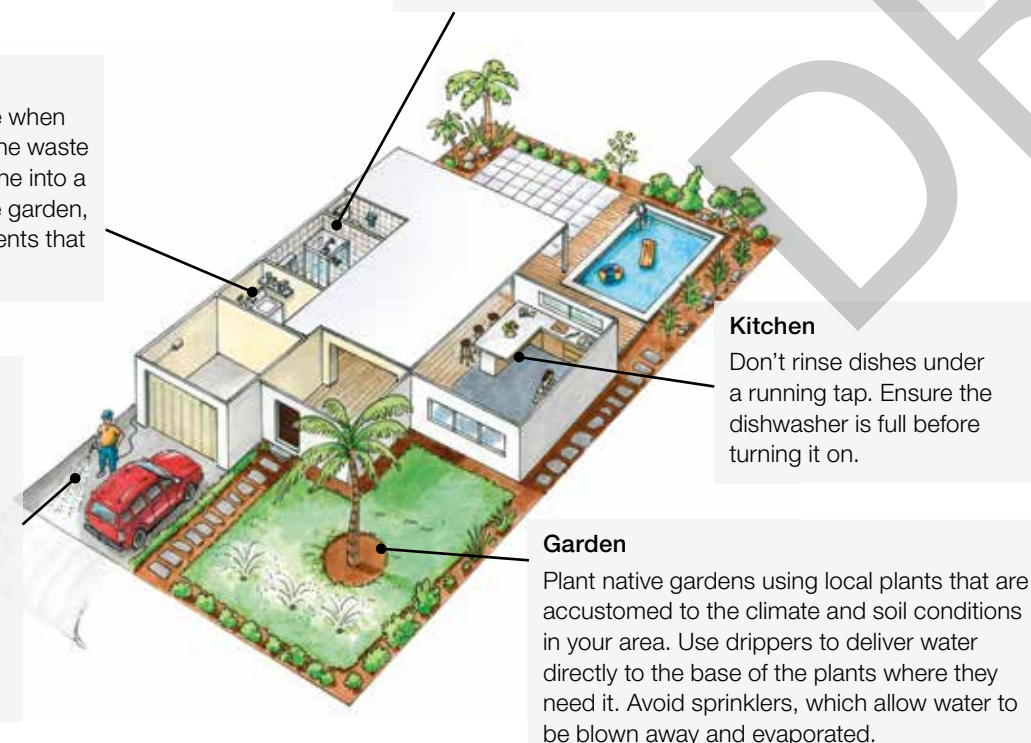 when
ne waste
ne into a
garden,
ents that
Kitchen
Don’t rinse dishes under
a running tap. Ensure the
dishwasher is full before
turning it on.
Garden
Plant native gardens using local plants that are
accustomed to the climate and soil conditions
in your area. Use drippers to deliver water
directly to the base of the plants where they
need it. Avoid sprinklers, which allow water to
be blown away and evaporated.